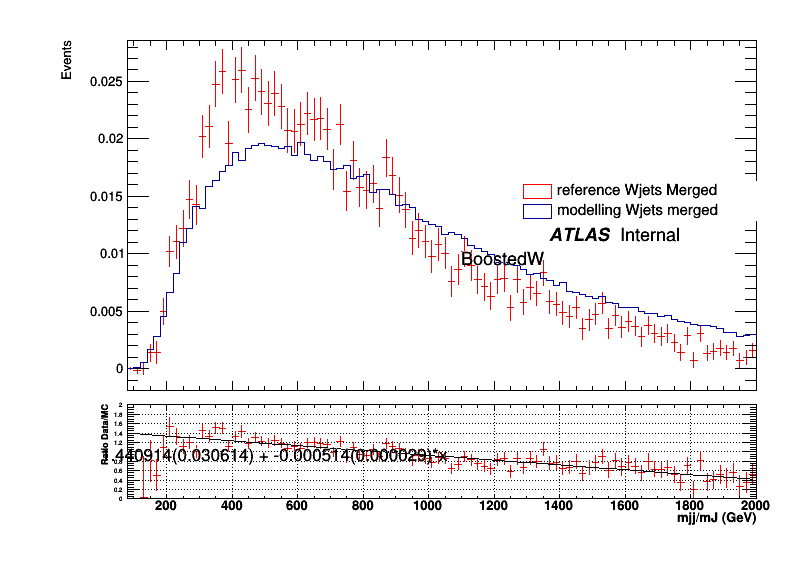 Events
0.025
0.02
0.015
0.01
0.005
0
reference Wjets Merged
modelling Wjets merged
ATLAS Internal
BoostedW
Ratio Data/MC
2
1.8
1.6
1.4
1.2
0.8
0.6
0.4
0.2
0
440914(0.030614) + -0.000514(0.000029)*x
200 400 600 800 1000 1200 1400 1600 1800 2000
mjj/mJ (GeV)